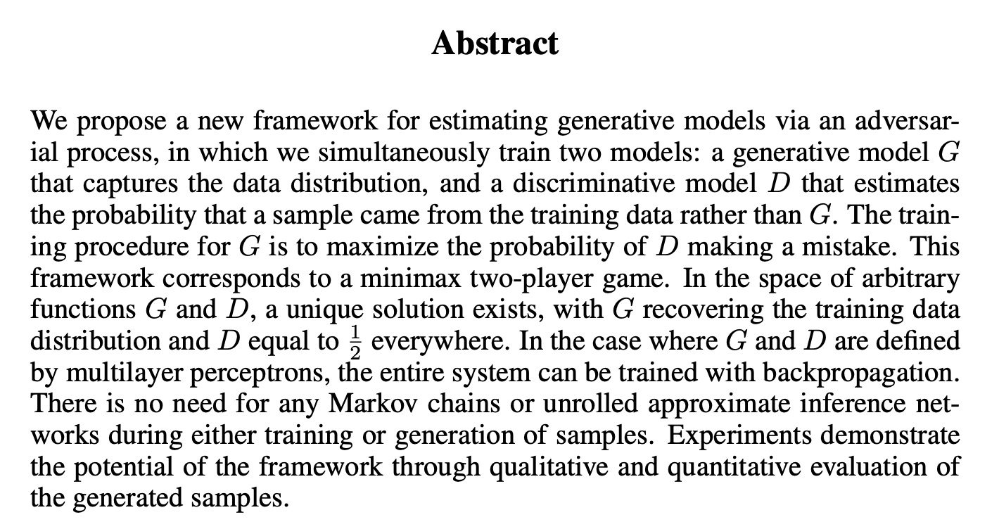 Abstract
We propose a new framework for estimating generative models via an adversar-
ial process, in which we simultaneously train two models: a generative model G
that captures the data distribution, and a discriminative model D that estimates
the probability that a sample came from the training data rather than G. The train-
ing procedure for G is to maximize the probability of D making a mistake. This
framework corresponds to a minimax two-player game. In the space of arbitrary
functions G and D, a unique solution exists, with G recovering the training data
distribution and D equal to 1/2 everywhere. In the case where G and D are defined
by multilayer perceptrons, the entire system can be trained with backpropagation.
There is no need for any Markov chains or unrolled approximate inference net-
works during either training or generation of samples. Experiments demonstrate
the potential of the framework through qualitative and quantitative evaluation of
the generated samples.